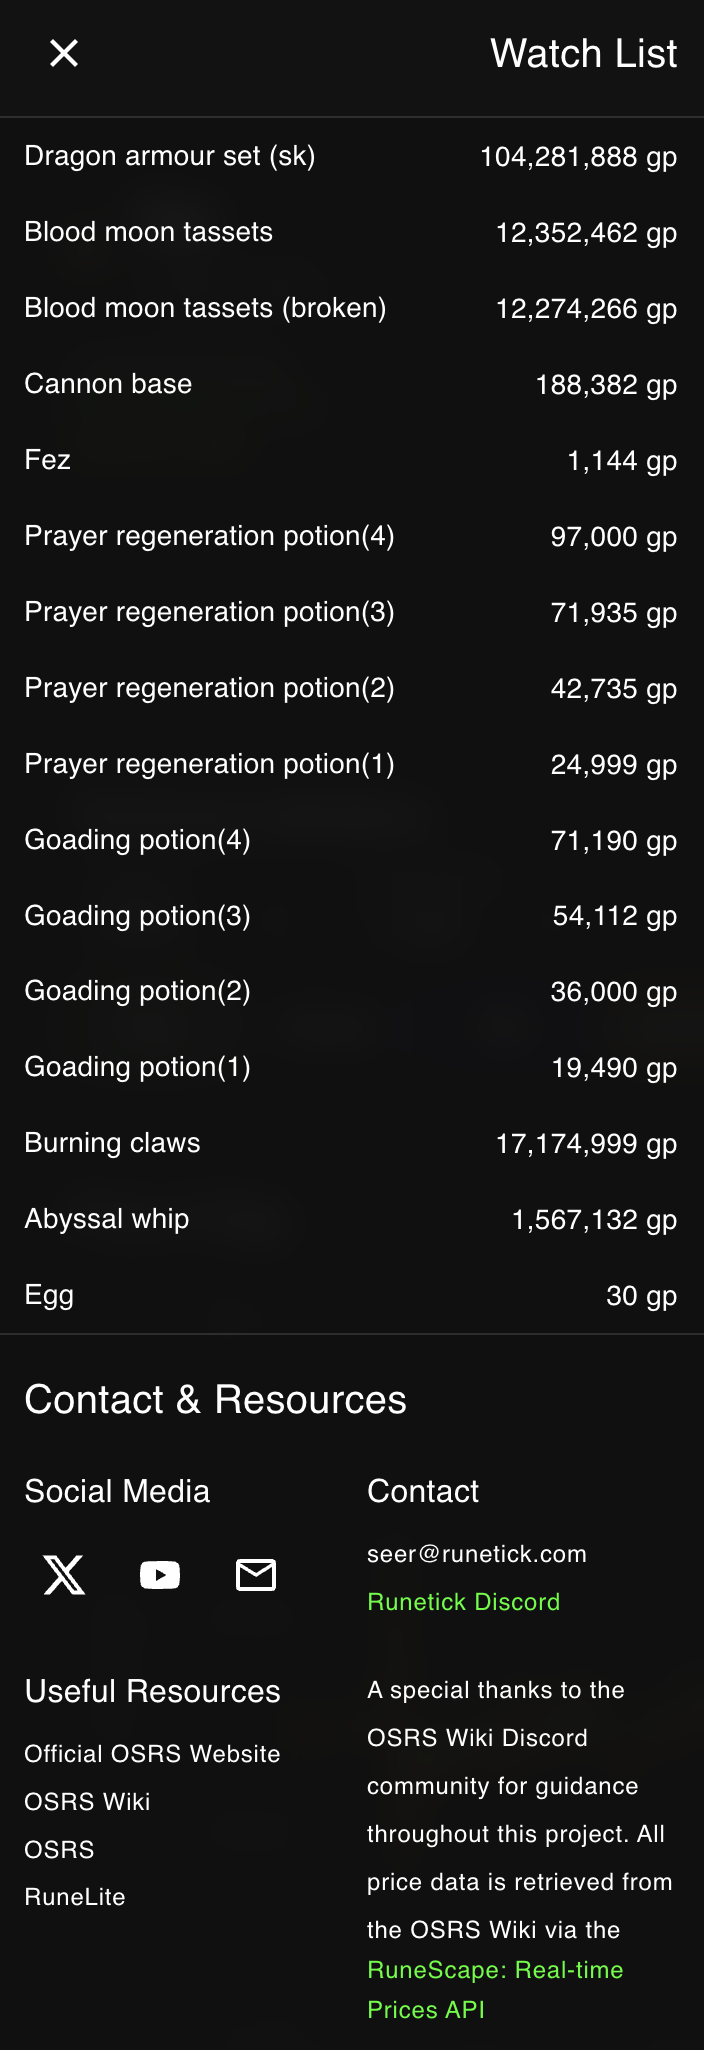 Watch List
Dragon armour set (sk) 104,281,888 gp
Blood moon tassets 12,352,462 gp
Blood moon tassets (broken) 12,274,266 gp
Cannon base 188,382 gp
Fez 1,144 gp
Prayer regeneration potion(4) 97,000 gp
Prayer regeneration potion(3) 71,935 gp
Prayer regeneration potion(2) 42,735 gp
Prayer regeneration potion(1) 24,999 gp
Goading potion(4) 71,190 gp
Goading potion(3) 54,112 gp
Goading potion(2) 36,000 gp
Goading potion(1) 19,490 gp
Burning claws 17,174,999 gp
Abyssal whip 1,567,132 gp
Egg 30 gp
Contact & Resources
Social Media
Contact
seer@runetick.com
Runetick Discord
Useful Resources
Official OSRS Website
OSRS Wiki
OSRS
RuneLite
A special thanks to the
OSRS Wiki Discord
community for guidance
throughout this project. All
price data is retrieved from
the OSRS Wiki via the
RuneScape: Real-time
Prices API